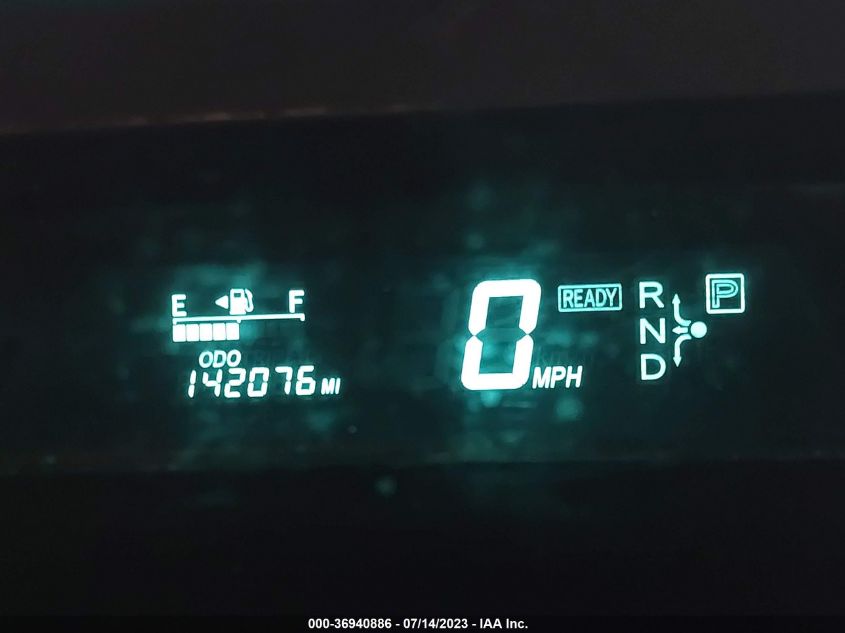 E F
ODO
142076 MI
0 MPH
READY
R
N
D
P
000-36940886 - 07/14/2023 - IAA Inc.